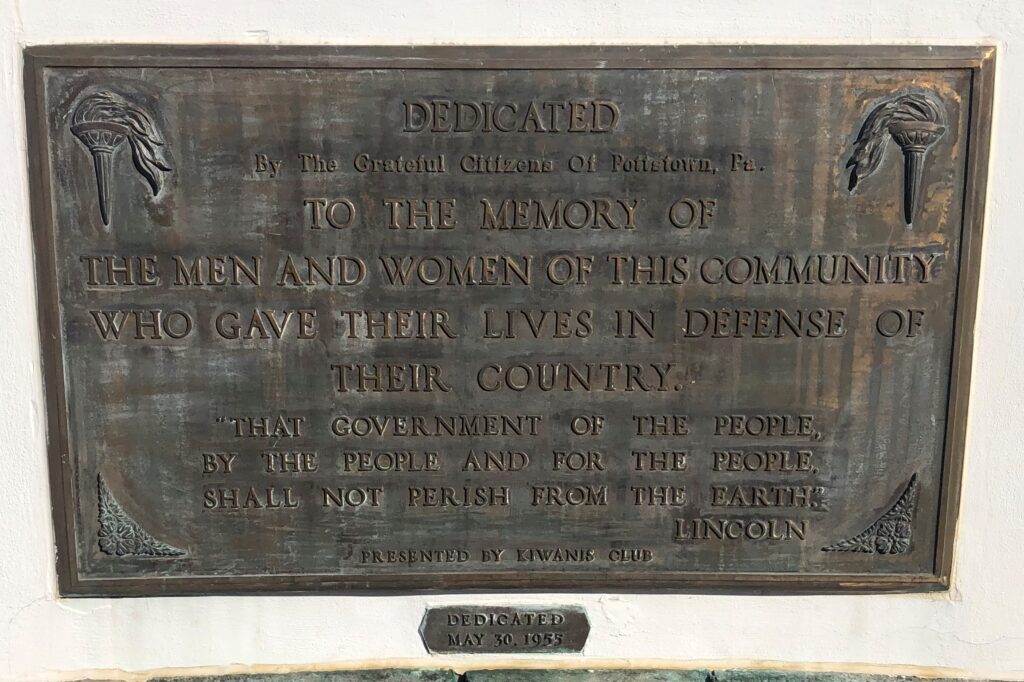 DEDICATED
By The Grateful Citizens Of Pottstown, Pa.
TO THE MEMORY OF
THE MEN AND WOMEN OF THIS COMMUNITY
WHO GAVE THEIR LIVES IN DEFENSE OF
THEIR COUNTRY.
"THAT GOVERNMENT OF THE PEOPLE,
BY THE PEOPLE AND FOR THE PEOPLE,
SHALL NOT PERISH FROM THE EARTH."
LINCOLN
PRESENTED BY KIWANIS CLUB
DEDICATED
MAY 30, 1955